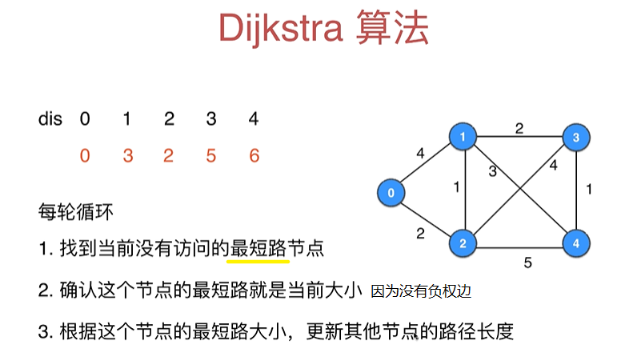 Dijkstra 算法
dis 0 1 2 3 4
0 3 2 5 6
每轮循环
1. 找到当前没有访问的最短路节点
2. 确认这个节点的最短路就是当前大小 因为没有负权边
3. 根据这个节点的最短路大小，更新其他节点的路径长度
1 2 3
4 3 4
0 1 1
2 2 4
5